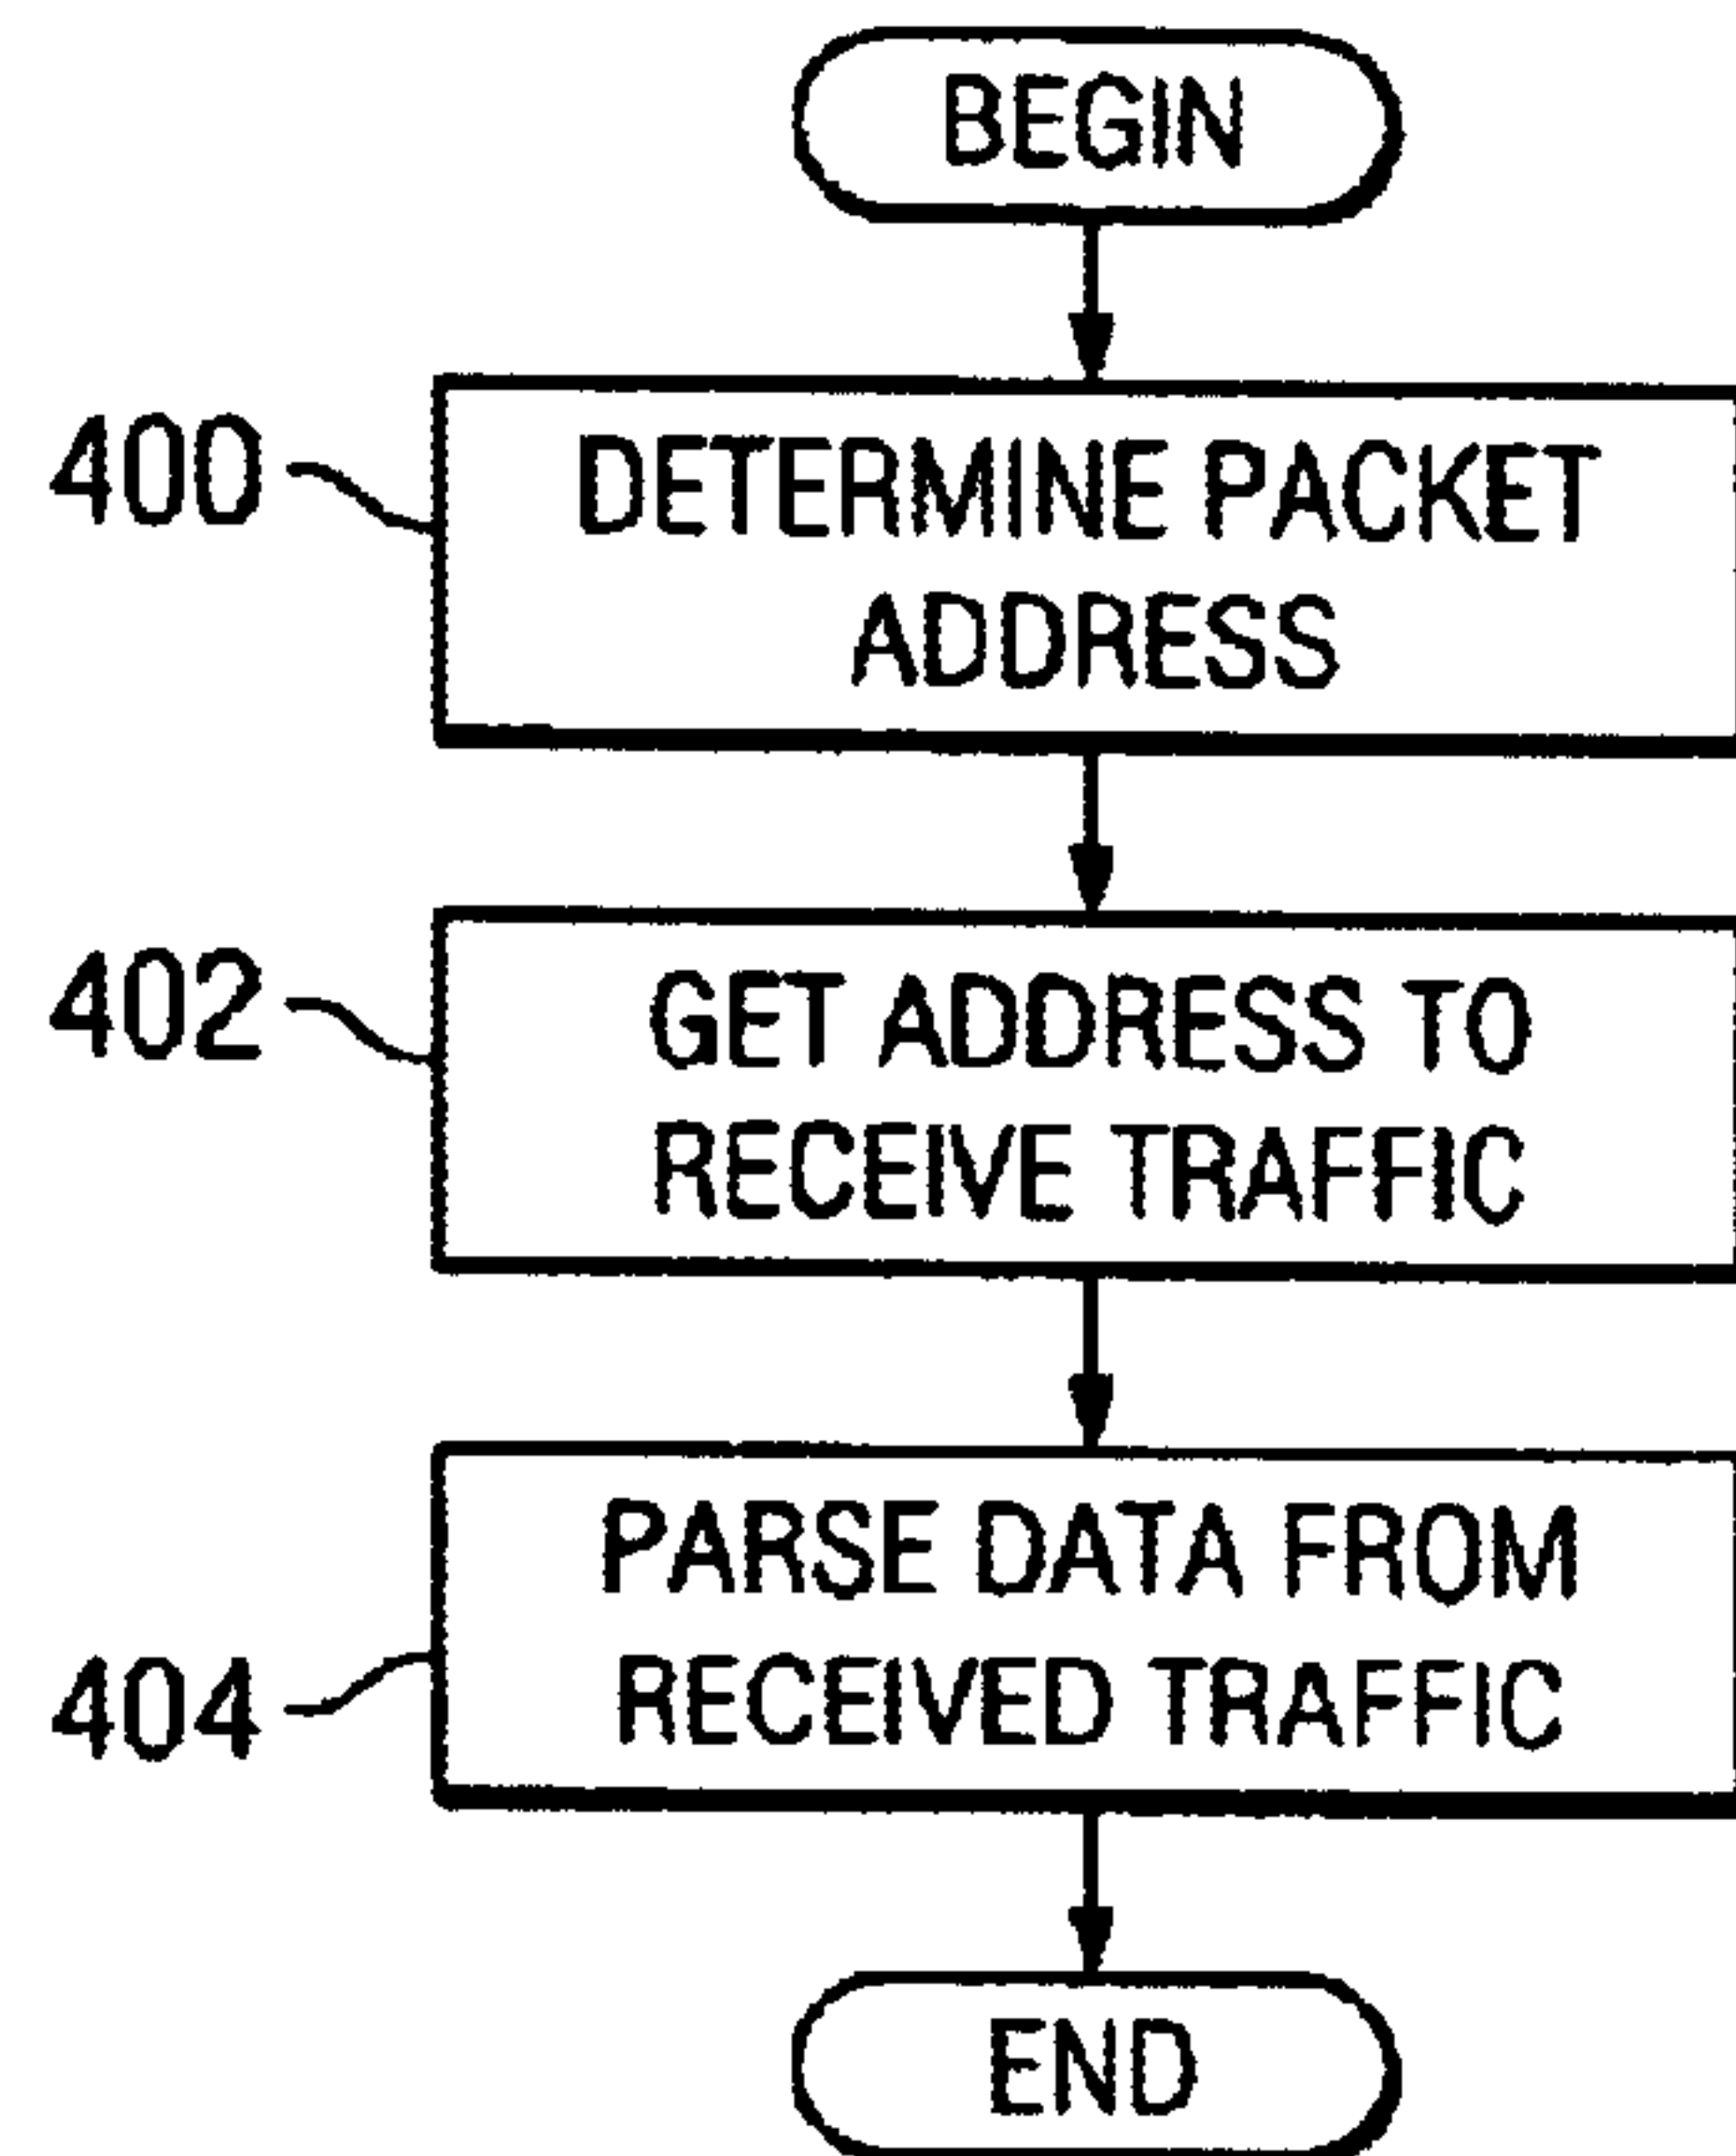 BEGIN
400
DETERMINE PACKET
ADDRESS
402
GET ADDRESS TO
RECEIVE TRAFFIC
PARSE DATA FROM
RECEIVED TRAFFIC
404
END